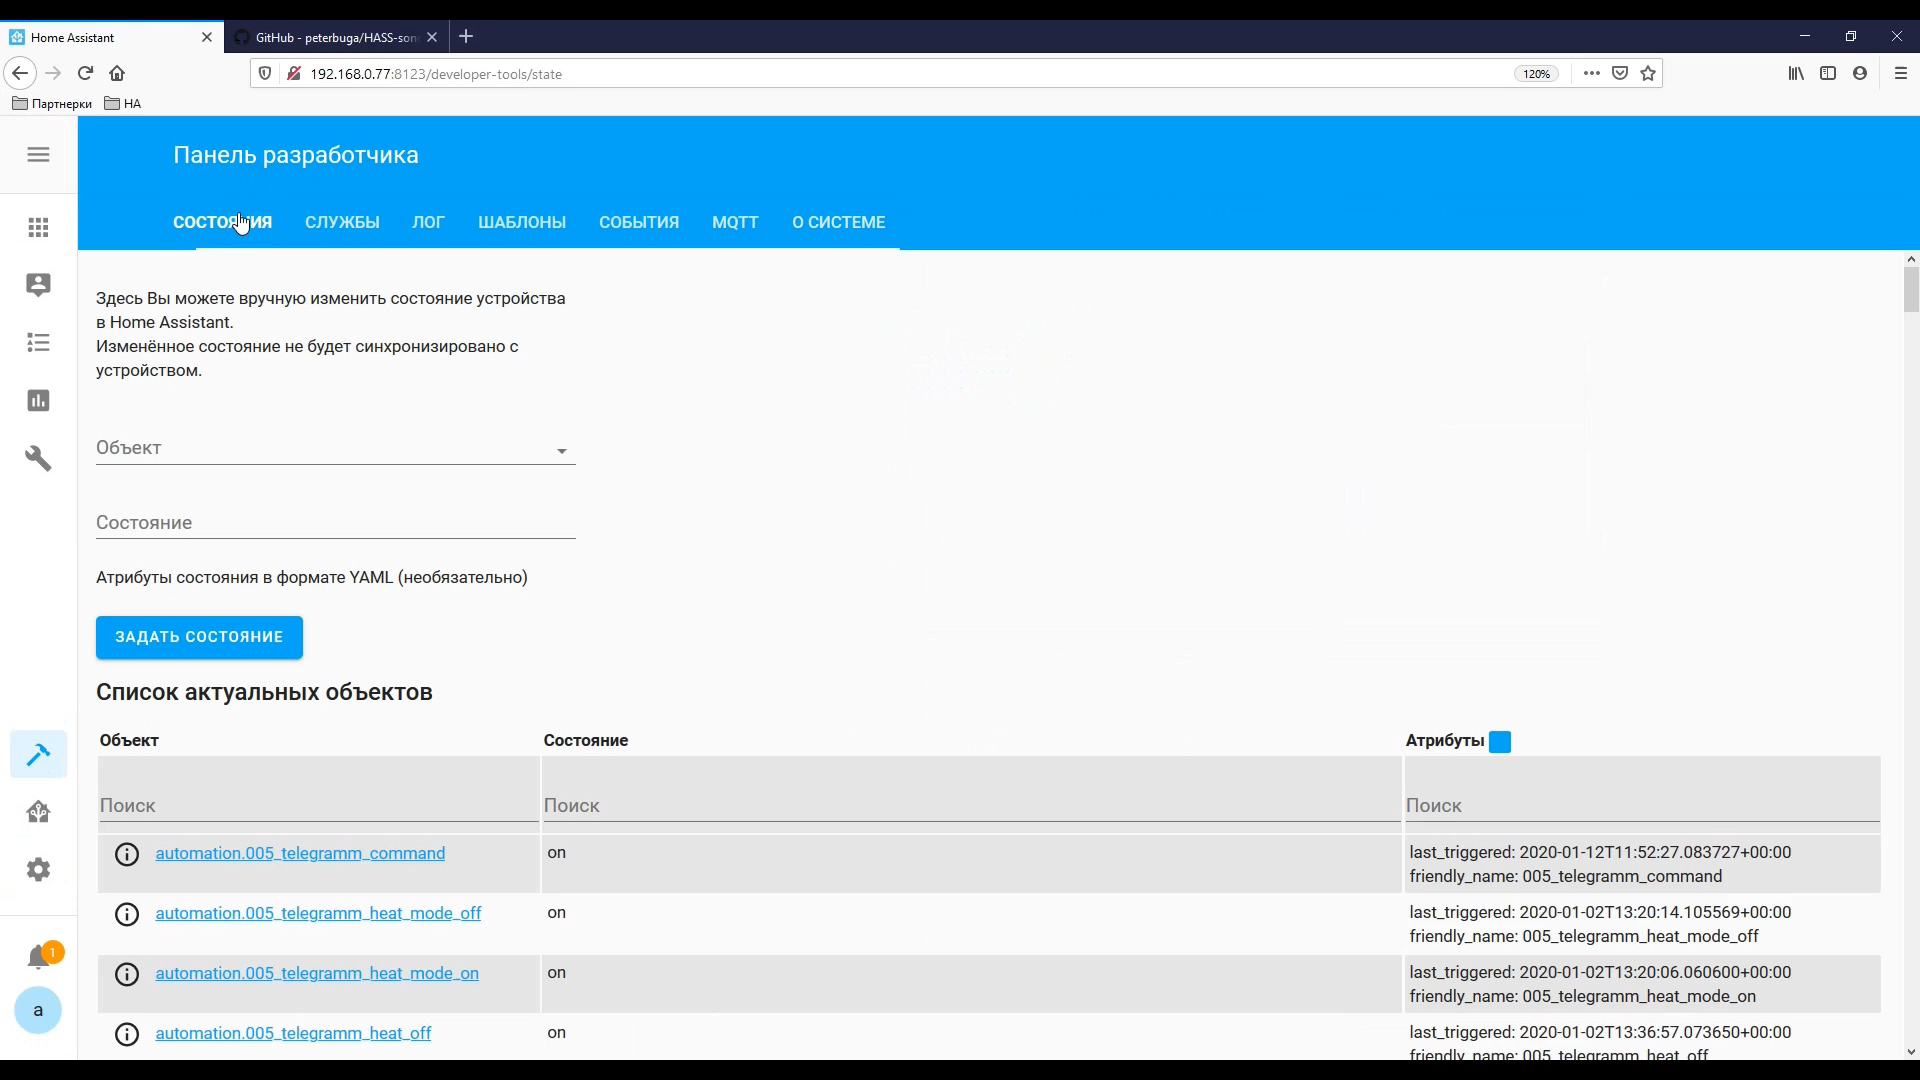 Home Assistant
GitHub - peterbuga/HASS-son
192.168.0.77:8123/developer-tools/state
120%
Партнерки
HA
Панель разработчика
СОСТОЯНИЯ
СЛУЖБЫ
ЛОГ
ШАБЛОНЫ
СОБЫТИЯ
MQTT
О СИСТЕМЕ
Здесь Вы можете вручную изменить состояние устройства
в Home Assistant.
Изменённое состояние не будет синхронизировано с
устройством.
Объект
Состояние
Атрибуты состояния в формате YAML (необязательно)
ЗАДАТЬ СОСТОЯНИЕ
Список актуальных объектов
Объект
Состояние
Атрибуты
Поиск
Поиск
Поиск
automation.005_telegramm_command
on
last_triggered: 2020-01-12T11:52:27.083727+00:00
friendly_name: 005_telegramm_command
automation.005_telegramm_heat_mode_off
on
last_triggered: 2020-01-02T13:20:14.105569+00:00
friendly_name: 005_telegramm_heat_mode_off
automation.005_telegramm_heat_mode_on
on
last_triggered: 2020-01-02T13:20:06.060600+00:00
friendly_name: 005_telegramm_heat_mode_on
automation.005_telegramm_heat_off
on
last_triggered: 2020-01-02T13:36:57.073650+00:00
friendly_name: 005_telegramm_heat_off
1
a